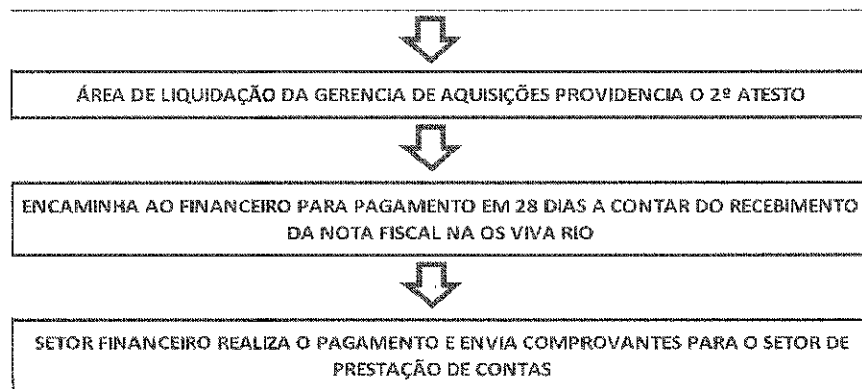 ÁREA DE LIQUIDAÇÃO DA GERENCIA DE AQUISIÇÕES PROVIDENCIA O 2º ATESTO
ENCAMINHA AO FINANCEIRO PARA PAGAMENTO EM 28 DIAS A CONTAR DO RECEBIMENTO
DA NOTA FISCAL NA OS VIVA RIO
SETOR FINANCEIRO REALIZA O PAGAMENTO E ENVIA COMPROVANTES PARA O SETOR DE
PRESTAÇÃO DE CONTAS